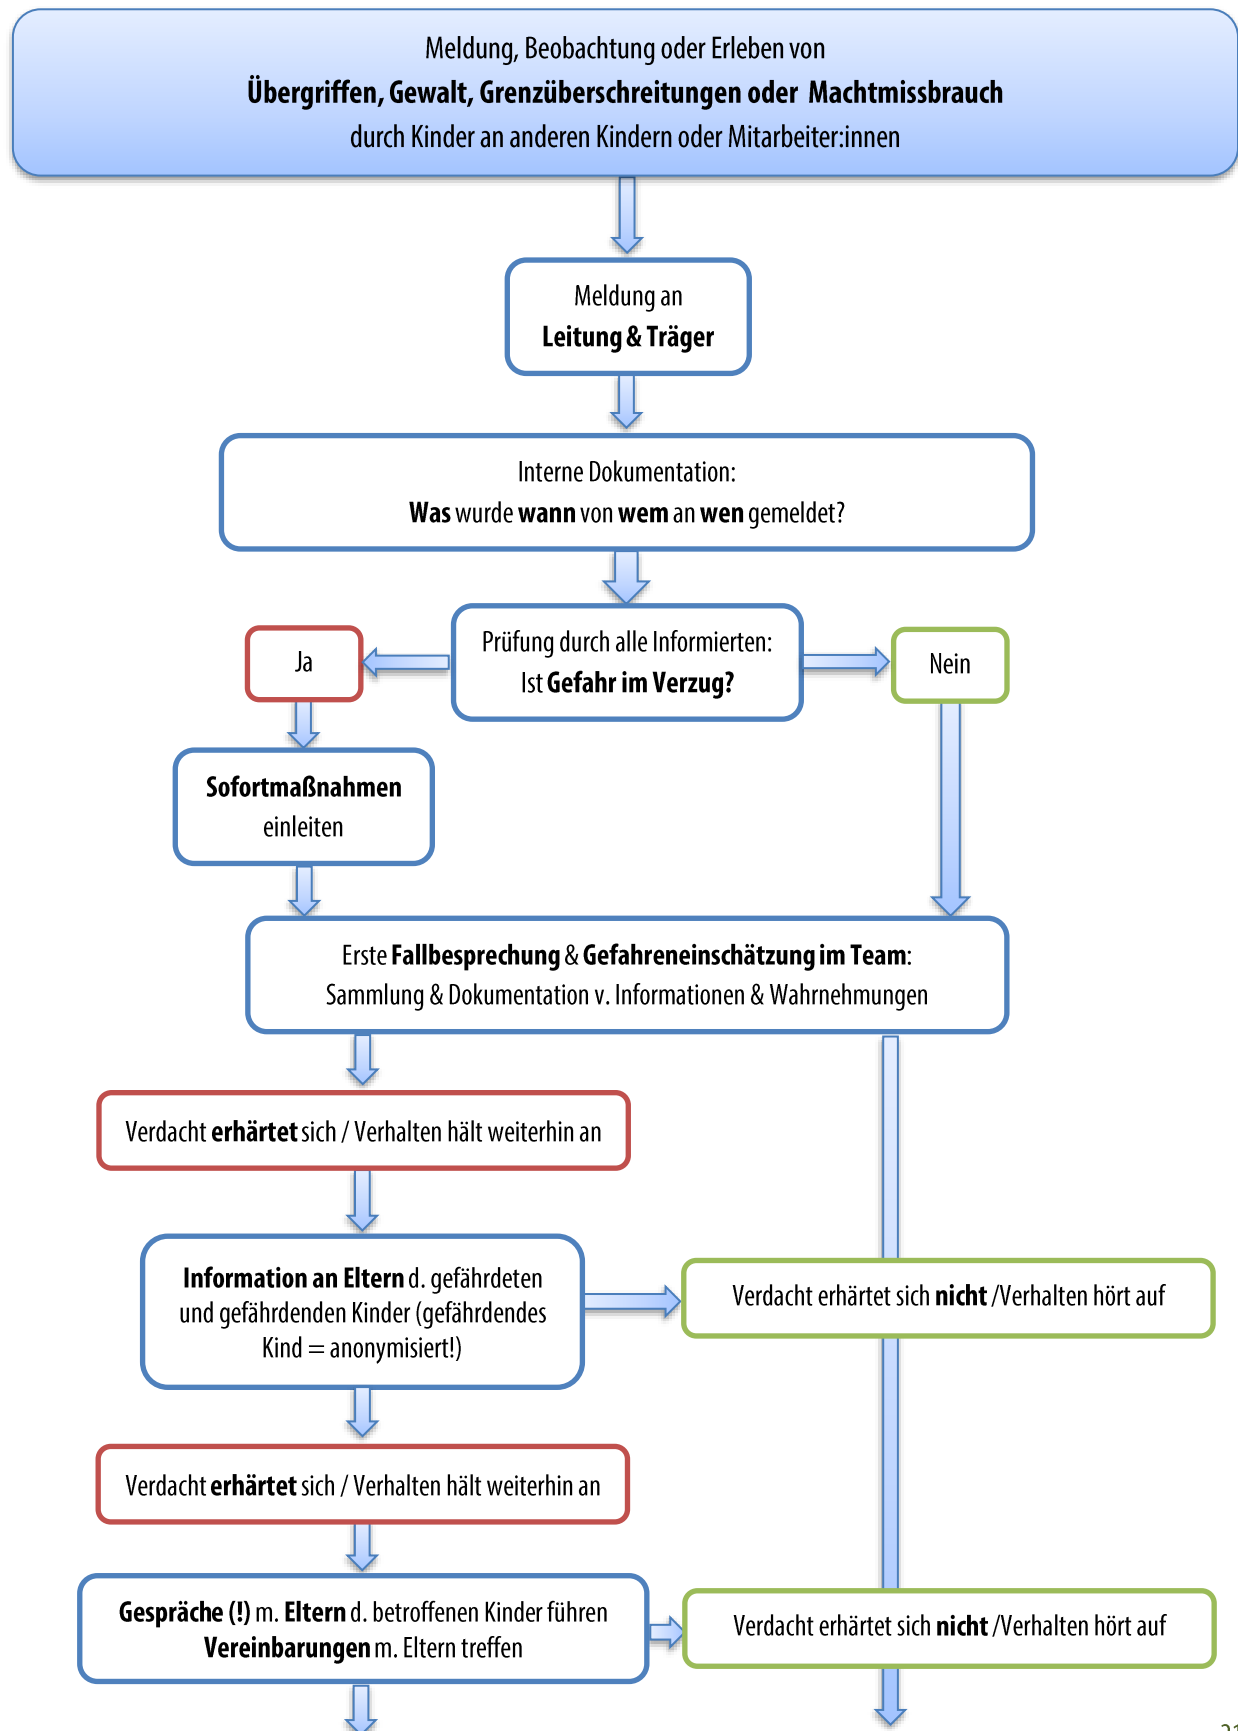 Meldung, Beobachtung oder Erleben von
Übergriffen, Gewalt, Grenzüberschreitungen oder Machtmissbrauch
durch Kinder an anderen Kindern oder Mitarbeiter:innen
Meldung an
Leitung & Träger
Interne Dokumentation:
Was wurde wann von wem an wen gemeldet?
Ja
Prüfung durch alle Informierten:
Ist Gefahr im Verzug?
Nein
Sofortmaßnahmen
einleiten
Erste Fallbesprechung & Gefahreneinschätzung im Team:
Sammlung & Dokumentation v. Informationen & Wahrnehmungen
Verdacht erhärtet sich / Verhalten hält weiterhin an
Information an Eltern d. gefährdeten
und gefährdenden Kinder (gefährdendes
Kind = anonymisiert!)
Verdacht erhärtet sich nicht /Verhalten hört auf
Verdacht erhärtet sich / Verhalten hält weiterhin an
Gespräche (!) m. Eltern d. betroffenen Kinder führen
Vereinbarungen m. Eltern treffen
Verdacht erhärtet sich nicht /Verhalten hört auf